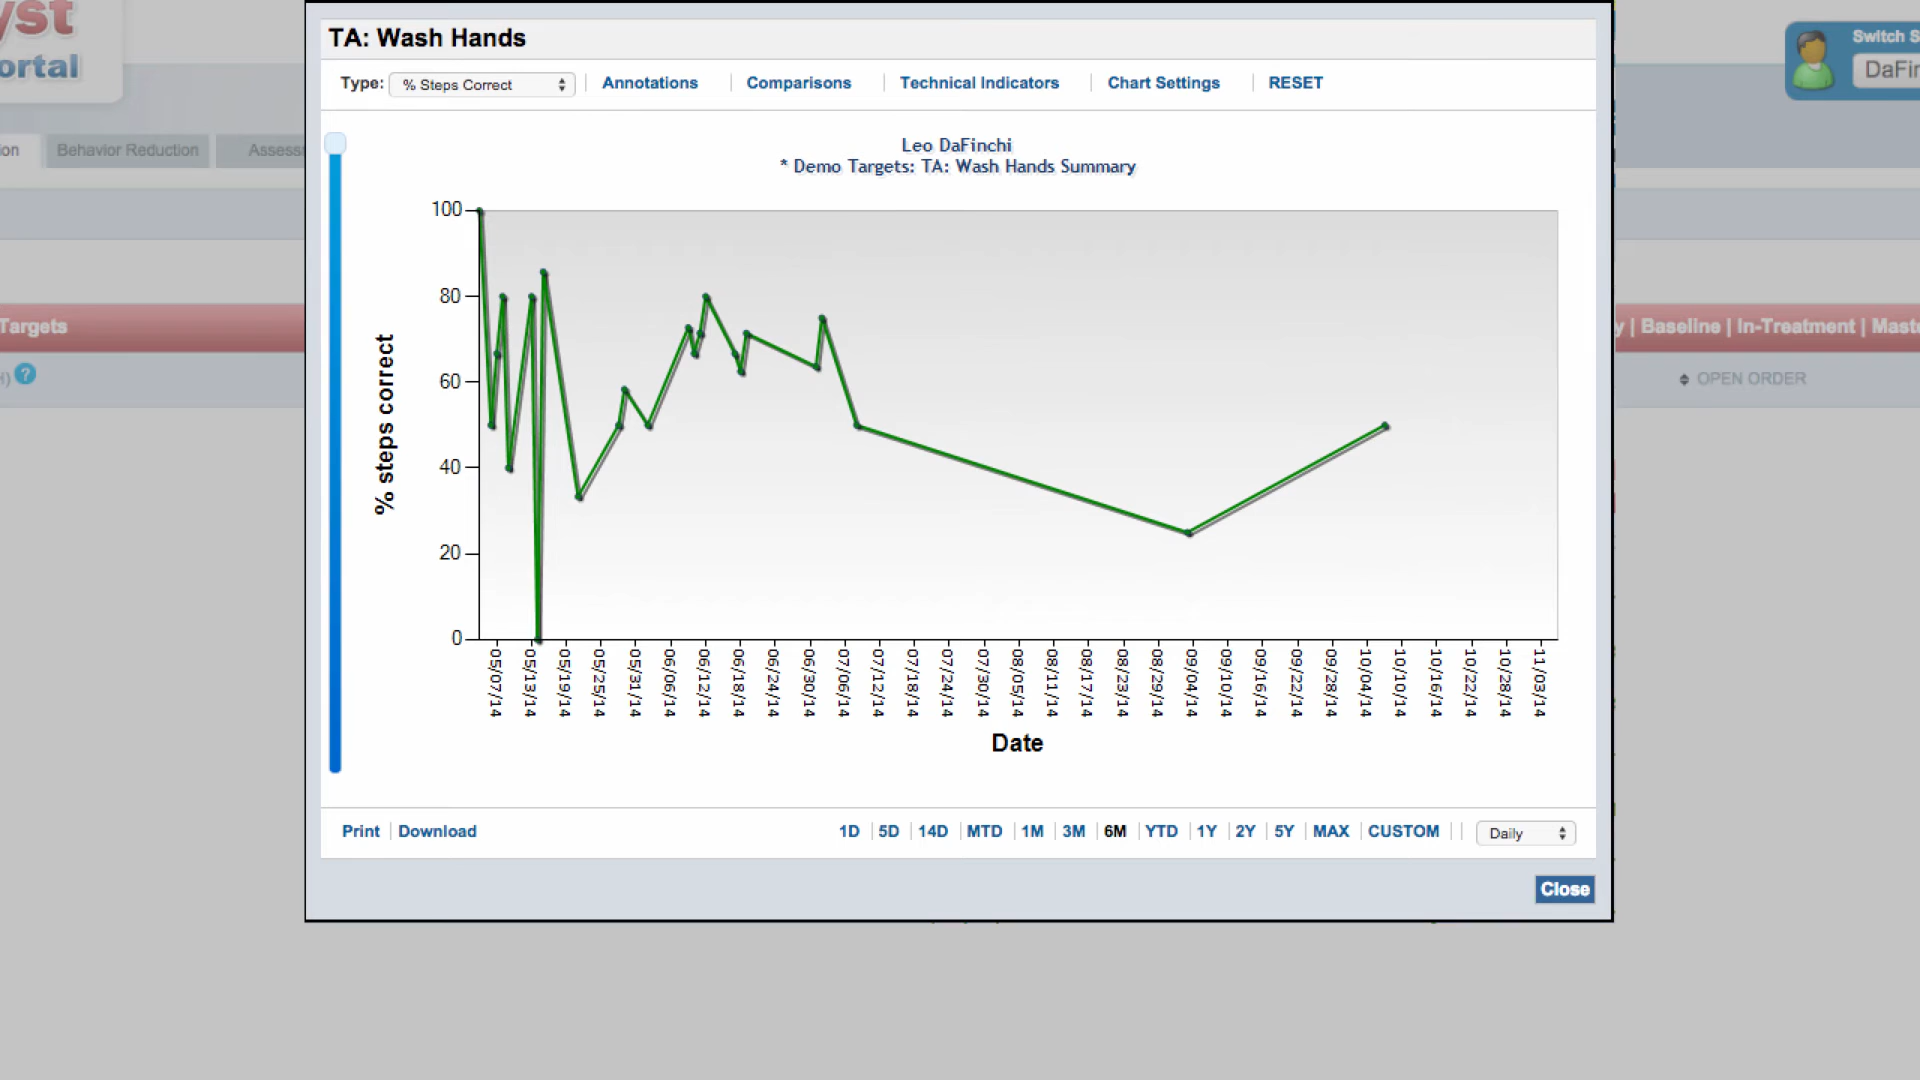 TA: Wash Hands
Type: % Steps Correct Annotations Comparisons Technical Indicators Chart Settings RESET
Switch
DaFin
ortal
Behavior Reduction
Leo DaFinchi
* Demo Targets: TA: Wash Hands Summary
100
80
60
40
20
0
% steps correct
05/07/14
05/13/14
05/19/14
05/25/14
05/31/14
06/06/14
06/12/14
06/18/14
06/24/14
06/30/14
07/06/14
07/12/14
07/18/14
07/24/14
07/30/14
08/05/14
08/11/14
08/17/14
08/23/14
08/29/14
09/04/14
09/10/14
09/16/14
09/22/14
09/28/14
10/04/14
10/10/14
10/16/14
10/22/14
10/28/14
11/03/14
Date
Targets
y | Baseline | In-Treatment |
?
OPEN ORDER
Print Download 1D 5D 14D MTD 1M 3M 6M YTD 1Y 2Y 5Y MAX CUSTOM Daily
Close